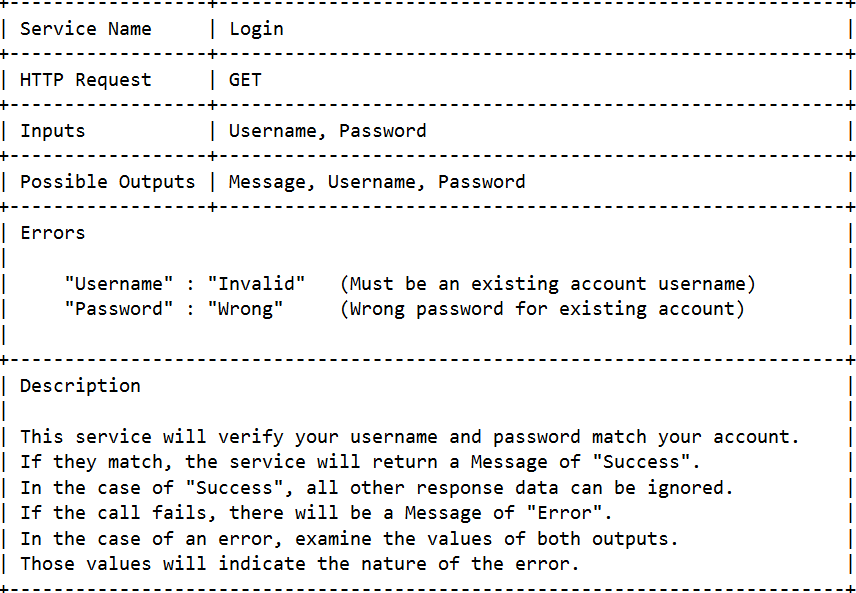 Service Name | Login
HTTP Request | GET
Inputs | Username, Password
Possible Outputs | Message, Username, Password
Errors
"Username" : "Invalid" (Must be an existing account username)
"Password" : "Wrong" (Wrong password for existing account)
Description
This service will verify your username and password match your account.
If they match, the service will return a Message of "Success".
In the case of "Success", all other response data can be ignored.
If the call fails, there will be a Message of "Error".
In the case of an error, examine the values of both outputs.
Those values will indicate the nature of the error.